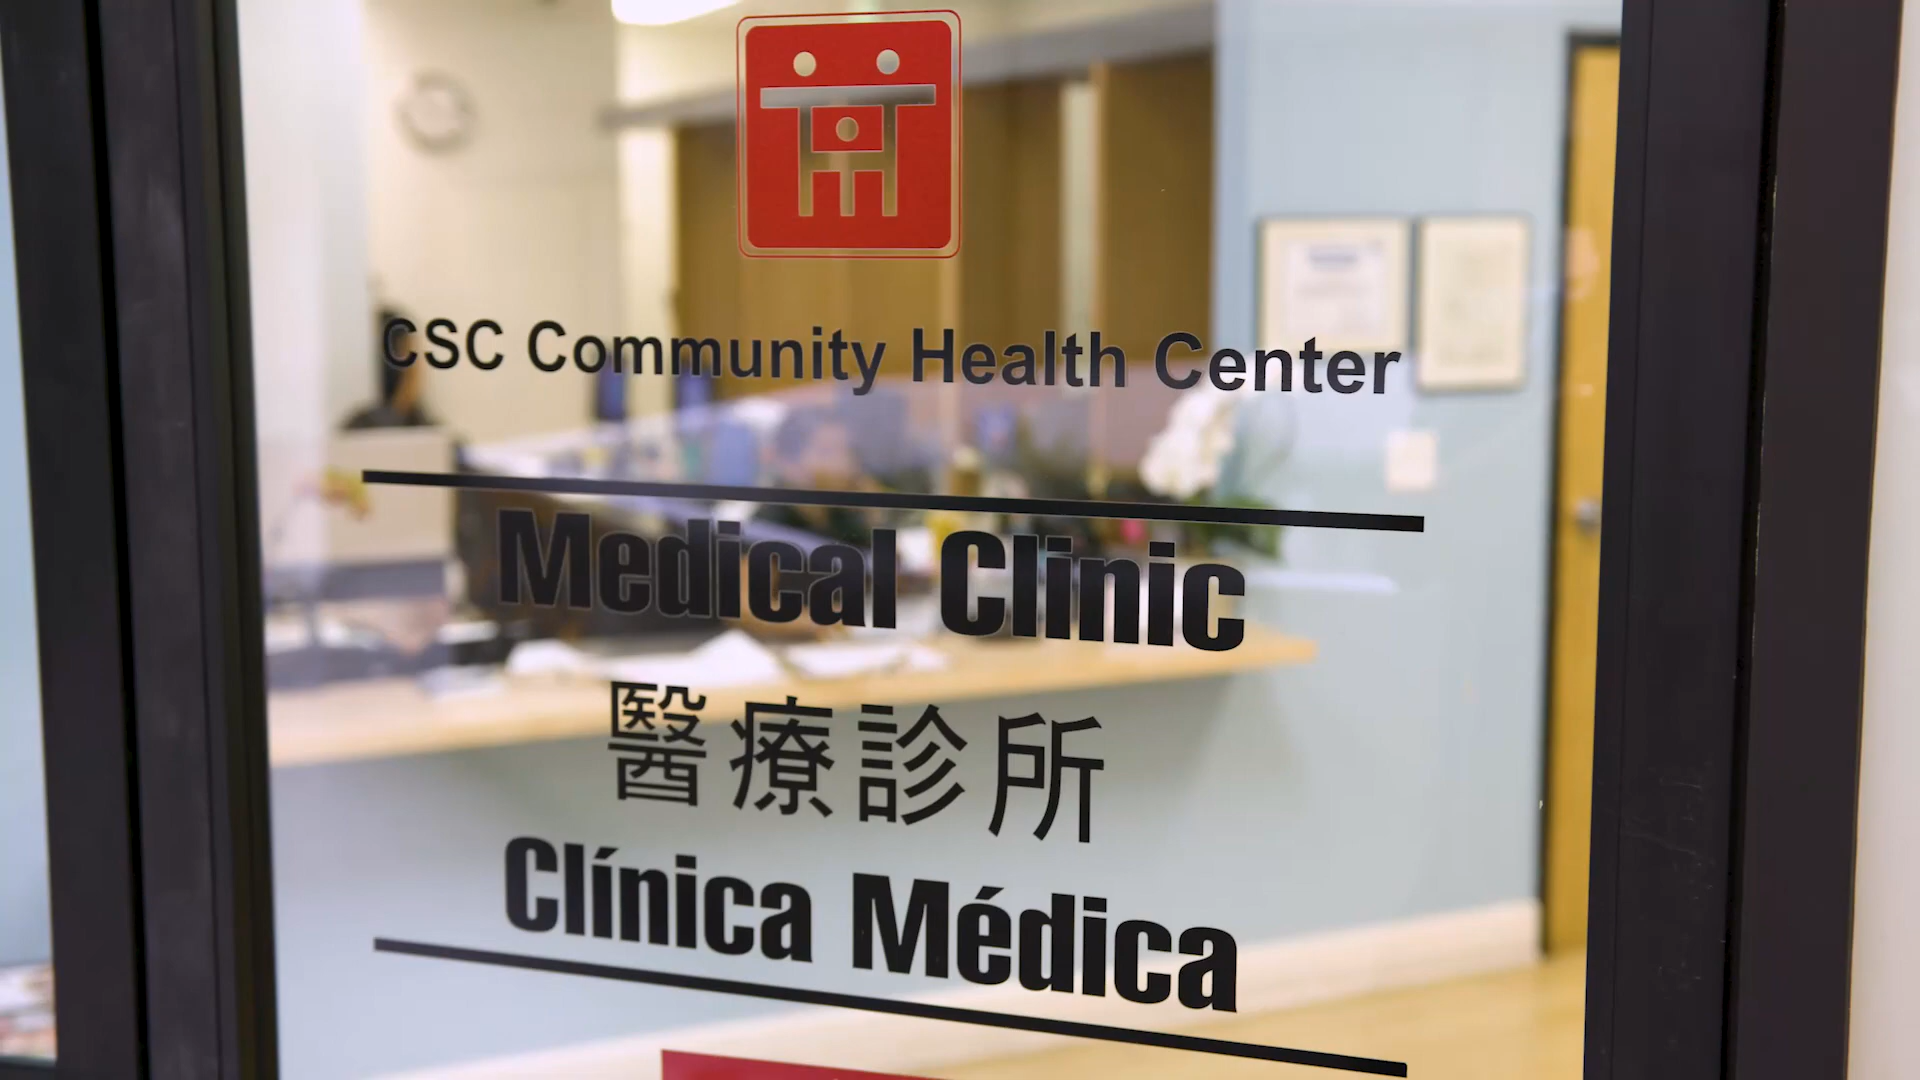 CSC Community Health Center
Medical Clinic
醫療診所
Clínica Médica